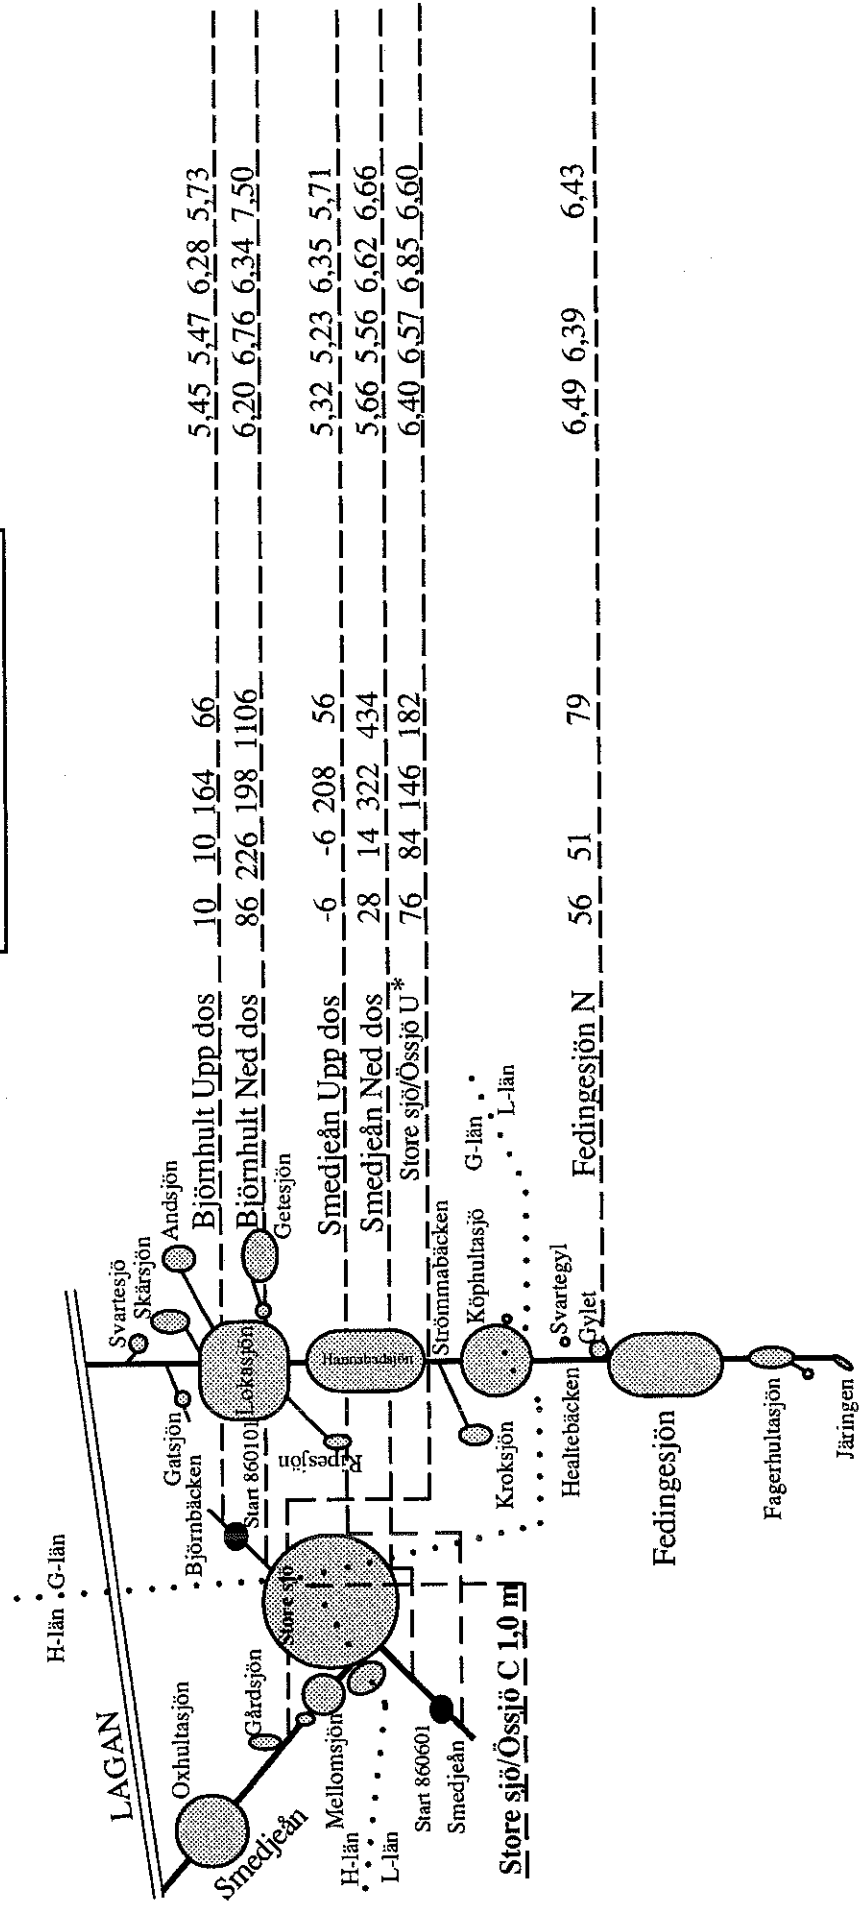 LAGAN
H-län
G-län
Oxhultasjön
Smedjeån
Gårdsjön
Mellomsjön
H-län
L-län
Start 860601
Smedjeån
Store sjö
Store sjö/Össjö C 1,0 m
Björnbäcken
Start 860101
Gatsjön
Svartesjö
Skärsjön
Andsjön
Lokasjön
Getesjön
Ripesjön
Strömmabäcken
Kroksjön
Köphultasjö
G-län
L-län
Healtebäcken
Svartegyl
Gylet
Fedingesjön
Fagerhultasjön
Järingen
Björnhult Upp dos 10 10 164 66 5,45 5,47 6,28 5,73
Björnhult Ned dos 86 226 198 1106 6,20 6,76 6,34 7,50
Smedjeån Upp dos -6 -6 208 56 5,32 5,23 6,35 5,71
Smedjeån Ned dos 28 14 322 434 5,66 5,56 6,62 6,66
Store sjö/Össjö U* 76 84 146 182 6,40 6,57 6,85 6,60
Fedingesjön N 56 51 79 6,49 6,39 6,43